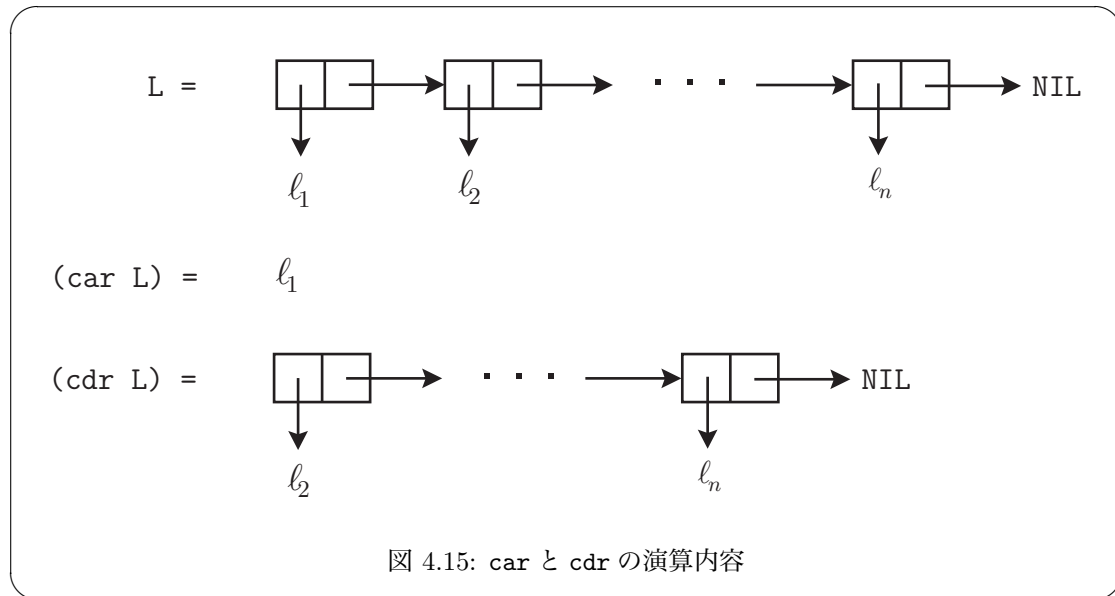 L = · · · NIL
ℓ1 ℓ2 ℓn
(car L) = ℓ1
(cdr L) = · · · NIL
ℓ2 ℓn
図 4.15: car と cdr の演算内容